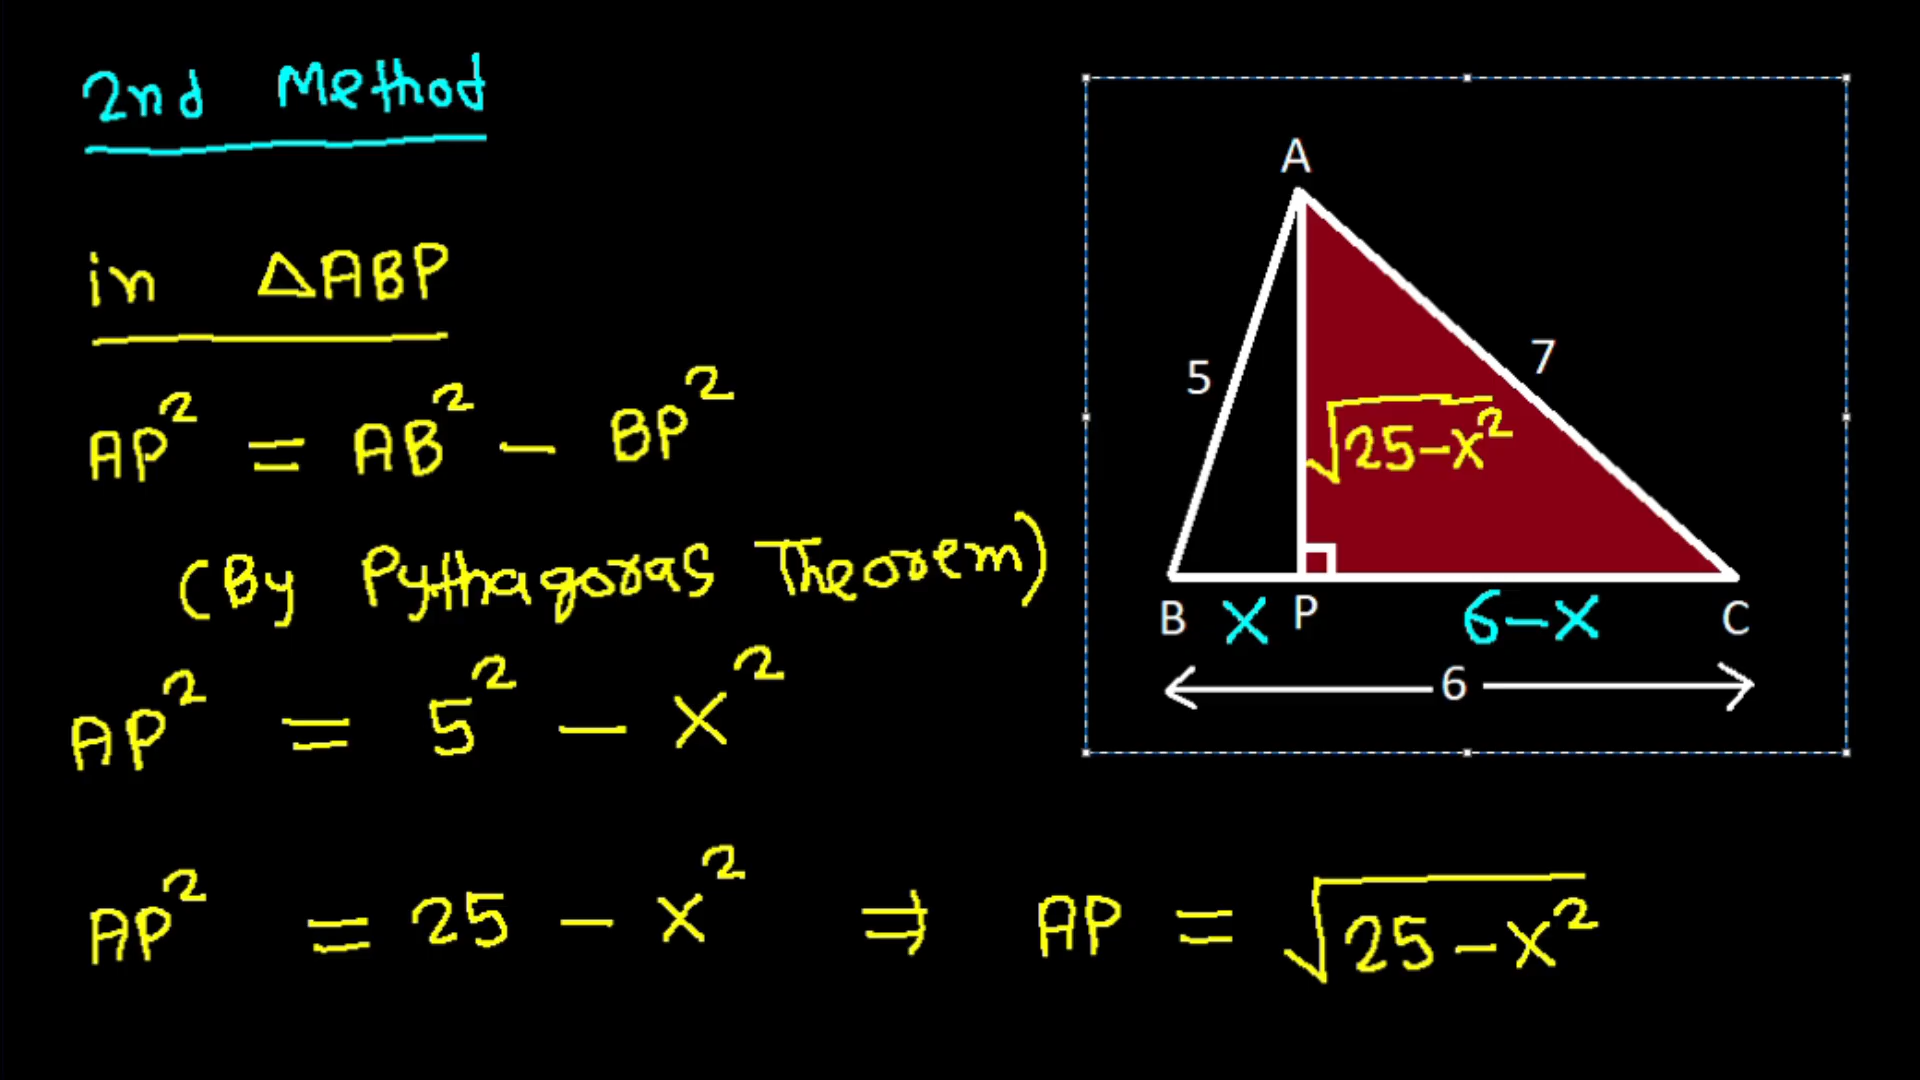 2nd Method
in △ABP
AP² = AB² - BP²
(By Pythagoras Theorem)
AP² = 5² - x²
AP² = 25 - x² ⇒ AP = √25-x²
A
5
7
√25-x²
B x P 6-x C
6